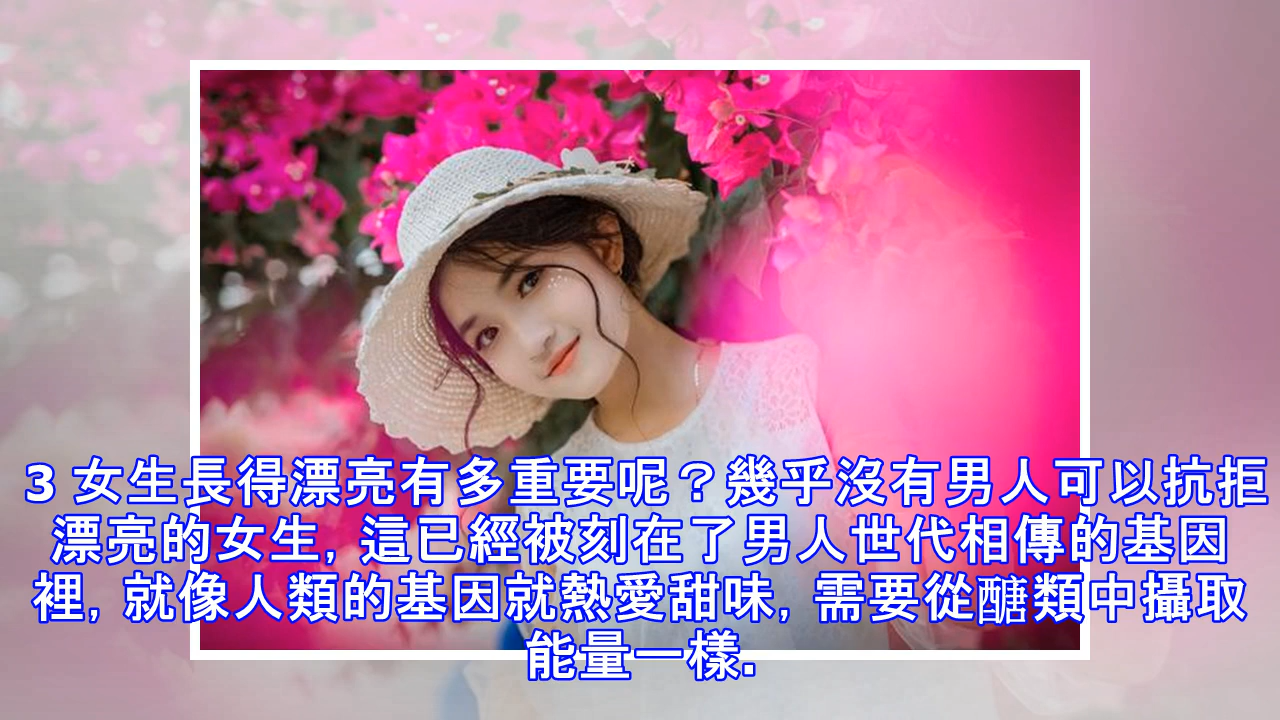 3 女生長得漂亮有多重要呢？幾乎沒有男人可以抗拒
漂亮的女生, 這已經被刻在了男人世代相傳的基因
裡, 就像人類的基因就熱愛甜味, 需要從醣類中攝取
能量一樣.